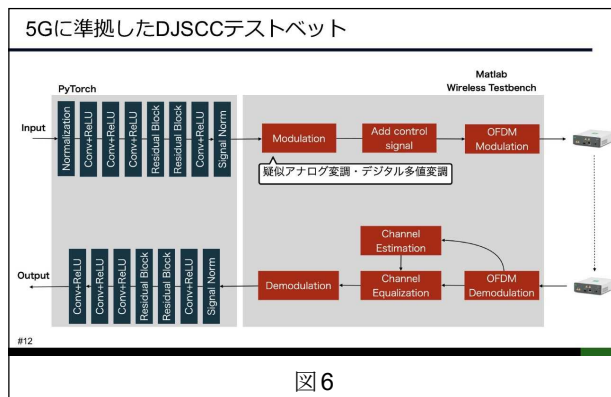 5Gに準拠したDJSCCテストベット
PyTorch
Matlab
Wireless Testbench
Input
Normalization
Conv+ReLU
Conv+ReLU
Conv+ReLU
Residual Block
Residual Block
Conv+ReLU
Signal Norm
Modulation
Add control
signal
OFDM
Modulation
疑似アナログ変調・デジタル多値変調
Channel
Estimation
Output
Conv+ReLU
Conv+ReLU
Conv+ReLU
Residual Block
Residual Block
Conv+ReLU
Signal Norm
Demodulation
Channel
Equalization
OFDM
Demodulation
#12
図6